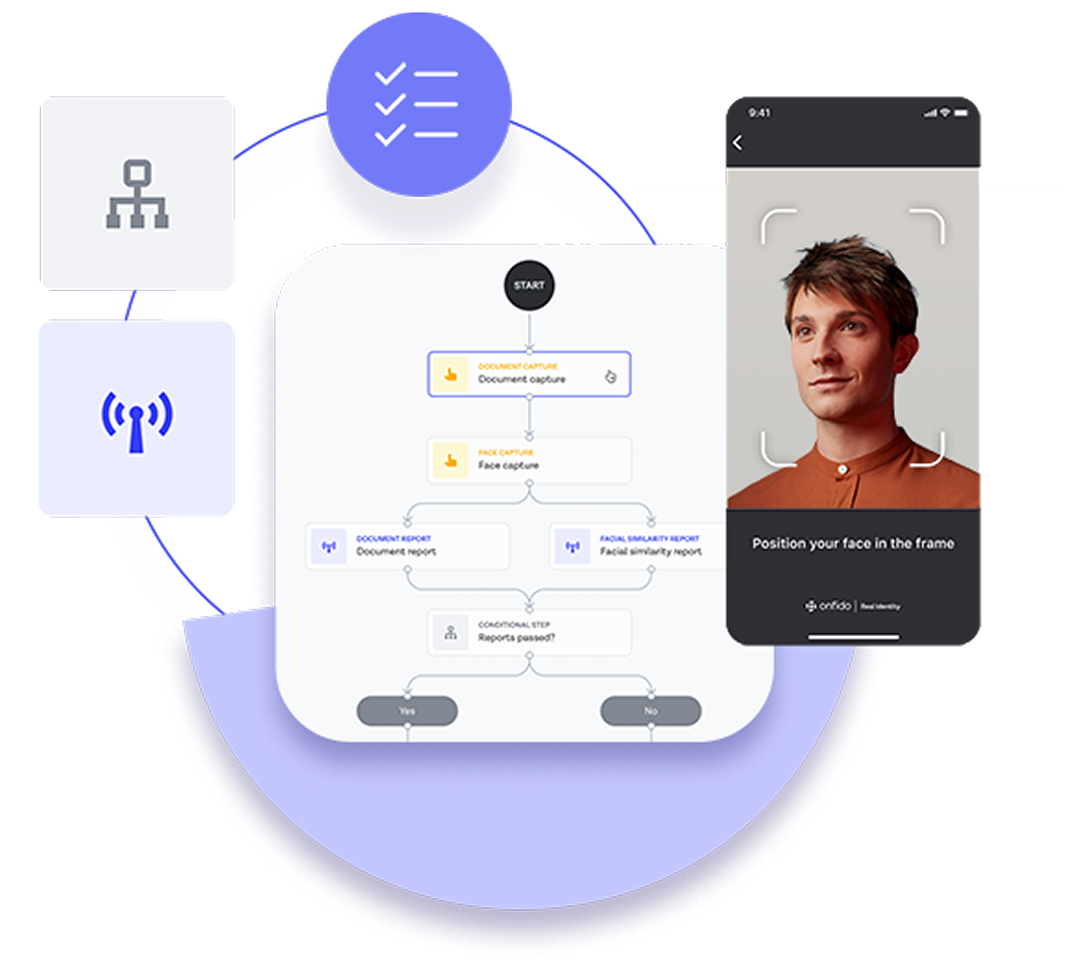 START
DOCUMENT CAPTURE
Document capture
FACE CAPTURE
Face capture
DOCUMENT REPORT
Document report
FACIAL SIMILARITY REPORT
Facial similarity report
CONDITIONAL STEP
Reports passed?
Yes
No
9:41
Position your face in the frame
onfido | Real Identity